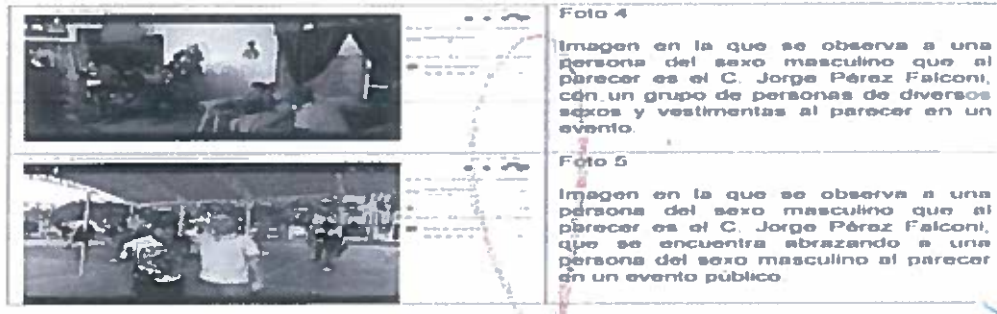 Foto 4
Imagen en la que se observa a una
persona del sexo masculino que al
parecer es el C. Jorge Pérez Falconi,
con un grupo de personas de diversos
sexos y vestimentas al parecer en un
evento.
Foto 5
Imagen en la que se observa a una
persona del sexo masculino que al
parecer es el C. Jorge Pérez Falconi,
que se encuentra abrazando a una
persona del sexo masculino al parecer
en un evento público.